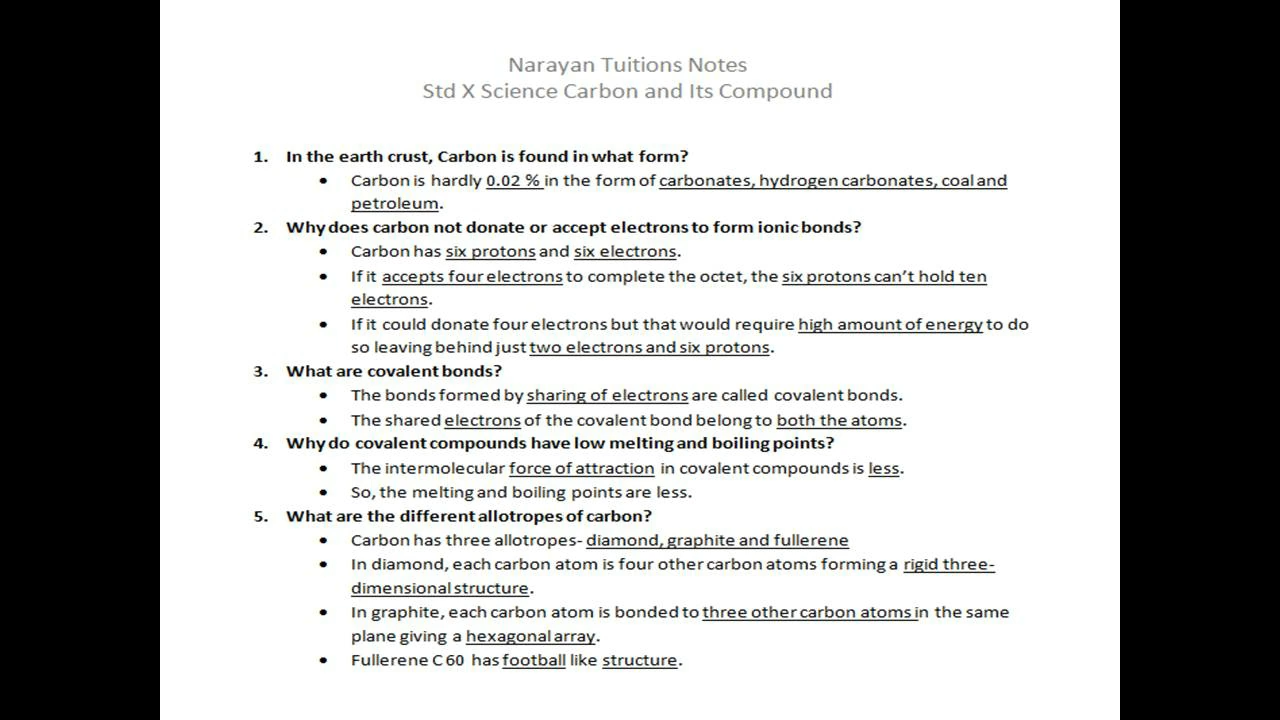 Narayan Tuitions Notes
Std X Science Carbon and Its Compound
1. In the earth crust, Carbon is found in what form?
• Carbon is hardly 0.02 % in the form of carbonates, hydrogen carbonates, coal and
petroleum.
2. Why does carbon not donate or accept electrons to form ionic bonds?
• Carbon has six protons and six electrons.
• If it accepts four electrons to complete the octet, the six protons can't hold ten
electrons.
• If it could donate four electrons but that would require high amount of energy to do
so leaving behind just two electrons and six protons.
3. What are covalent bonds?
• The bonds formed by sharing of electrons are called covalent bonds.
• The shared electrons of the covalent bond belong to both the atoms.
4. Why do covalent compounds have low melting and boiling points?
• The intermolecular force of attraction in covalent compounds is less.
• So, the melting and boiling points are less.
5. What are the different allotropes of carbon?
• Carbon has three allotropes- diamond, graphite and fullerene
• In diamond, each carbon atom is four other carbon atoms forming a rigid three-
dimensional structure.
• In graphite, each carbon atom is bonded to three other carbon atoms in the same
plane giving a hexagonal array.
• Fullerene C 60 has football like structure.